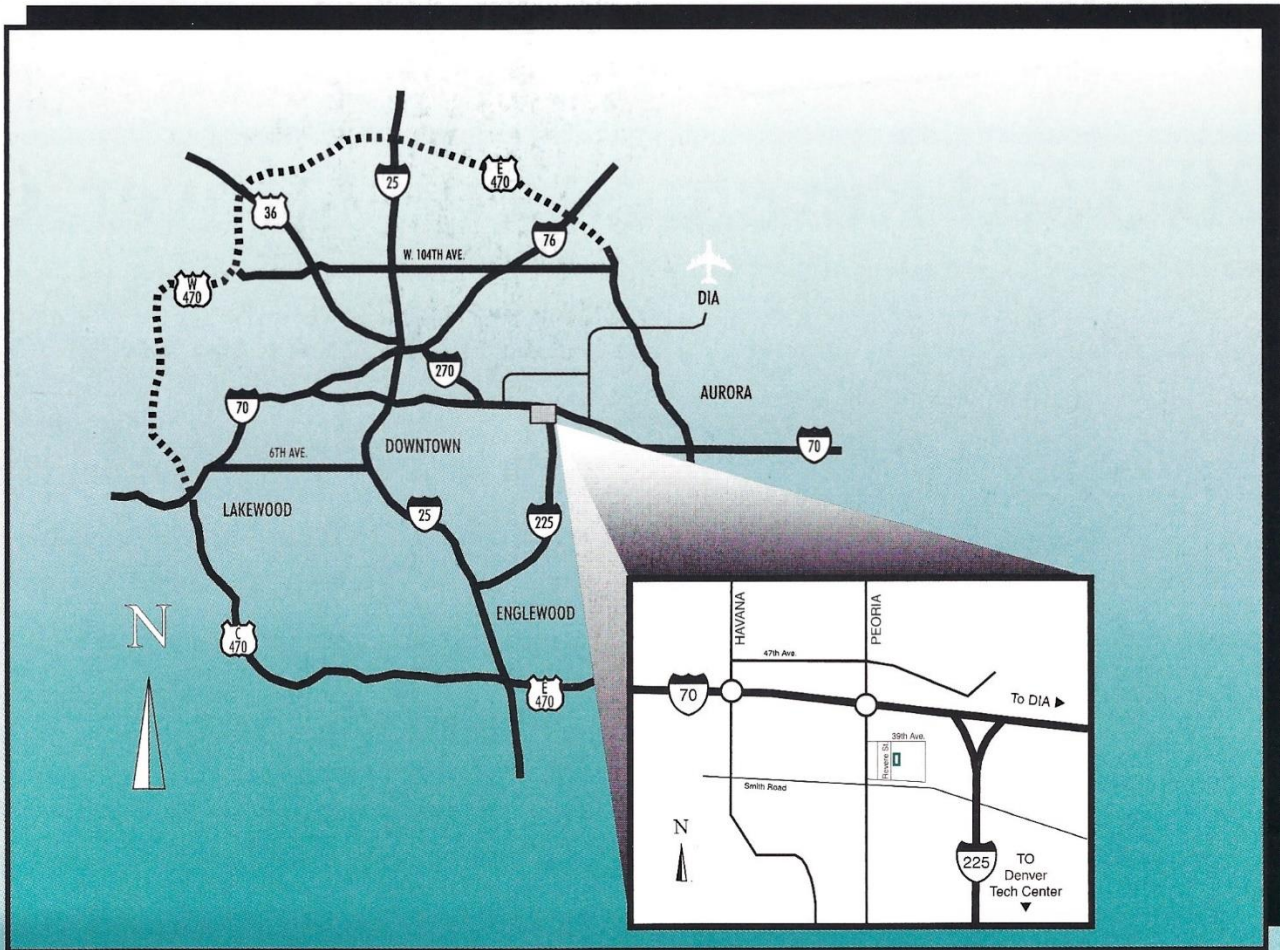 25
E
470
36
76
W. 104TH AVE.
W
470
DIA
270
70
AURORA
DOWNTOWN
6TH AVE.
70
LAKEWOOD
25
225
ENGLEWOOD
N
C
470
E
470
HAVANA
PEORIA
47th Ave.
70
To DIA
39th Ave.
Revere St.
Smith Road
N
225
TO
Denver
Tech Center